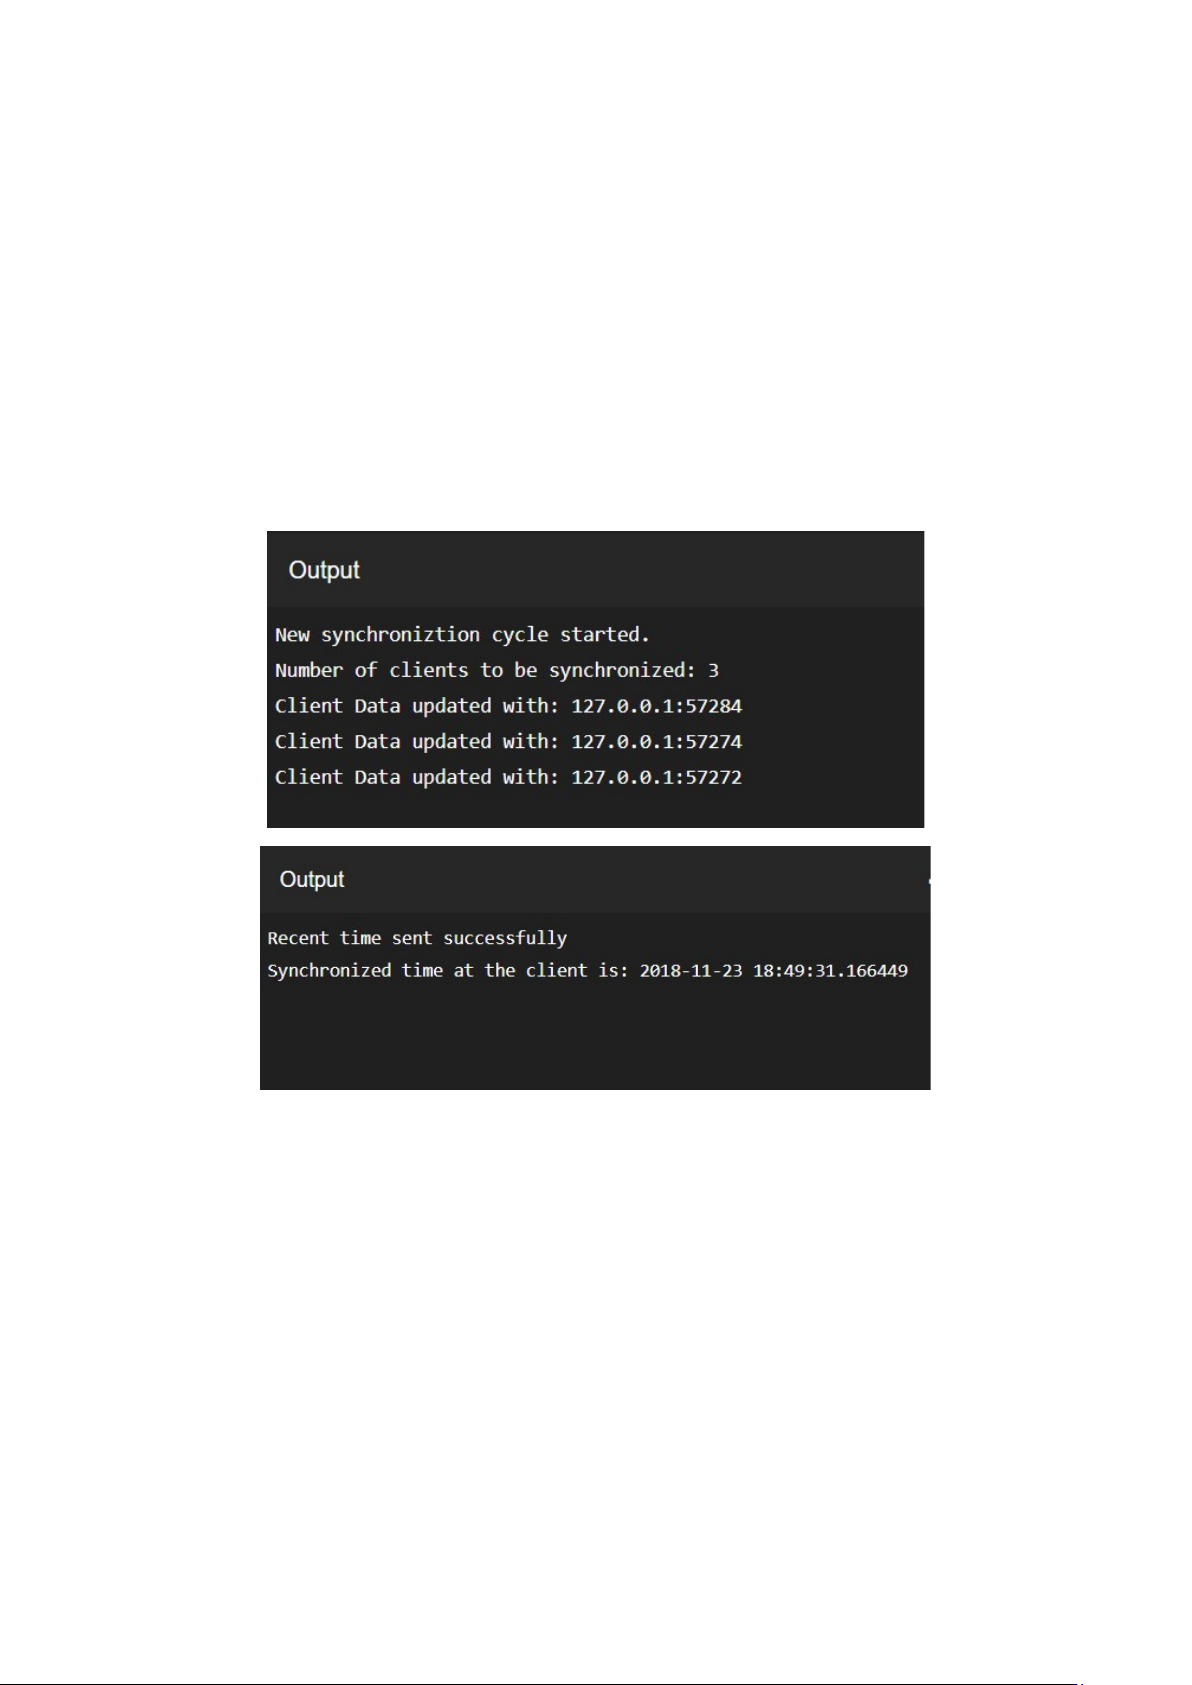 Output
New synchroniztion cycle started.
Number of clients to be synchronized: 3
Client Data updated with: 127.0.0.1:57284
Client Data updated with: 127.0.0.1:57274
Client Data updated with: 127.0.0.1:57272
Output
Recent time sent successfully
Synchronized time at the client is: 2018-11-23 18:49:31.166449